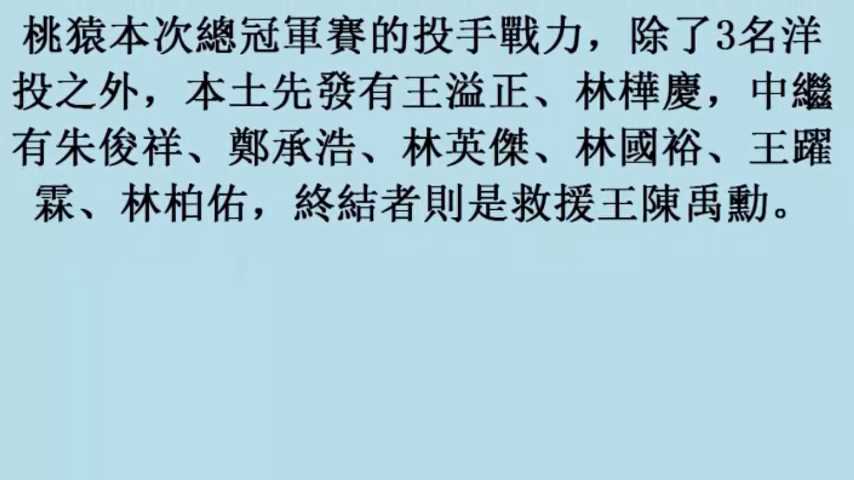 桃猿本次總冠軍賽的投手戰力，除了3名洋
投之外，本土先發有王溢正、林樺慶，中繼
有朱俊祥、鄭承浩、林英傑、林國裕、王躍
霖、林柏佑，終結者則是救援王陳禹勳。